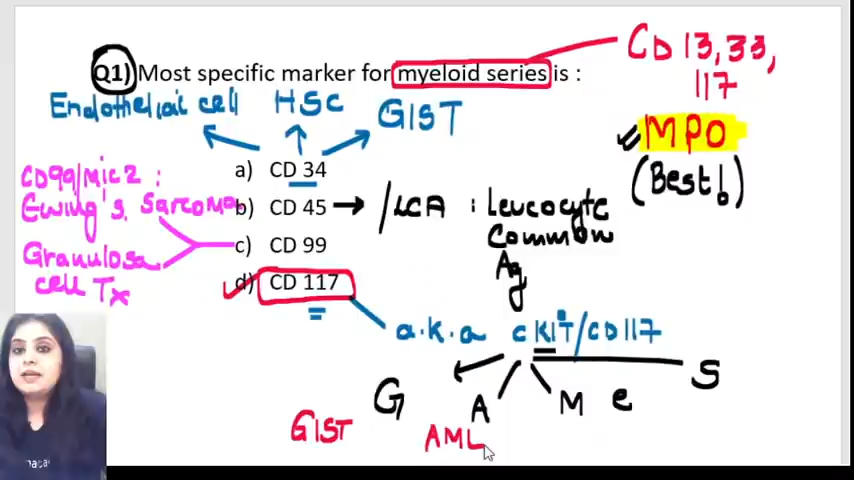 CD 13, 33,
117
Q1) Most specific marker for myeloid series is :
Endothelial cell HSC GIST
MPO
(Best!)
a) CD 34
CD99/Mic2 :
Ewing's Sarcoma
b) CD 45 /LCA : Leucocyte
Common
Ag
c) CD 99
Granulosa
cell Tx
d) CD 117
a.k.a cKIT/CD117
G A M e S
GIST AML